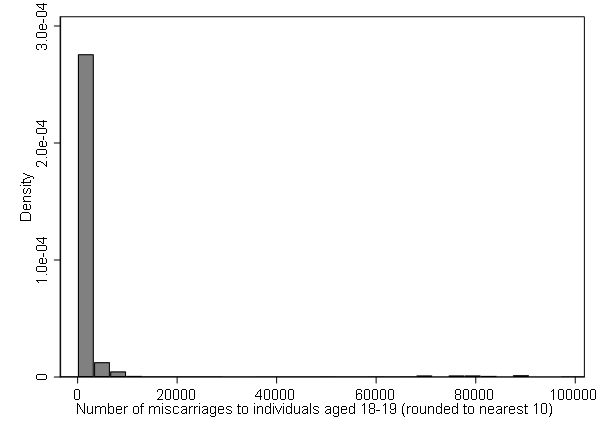 3.0e-04
2.0e-04
1.0e-04
0
Density
0 20000 40000 60000 80000 100000
Number of miscarriages to individuals aged 18-19 (rounded to nearest 10)